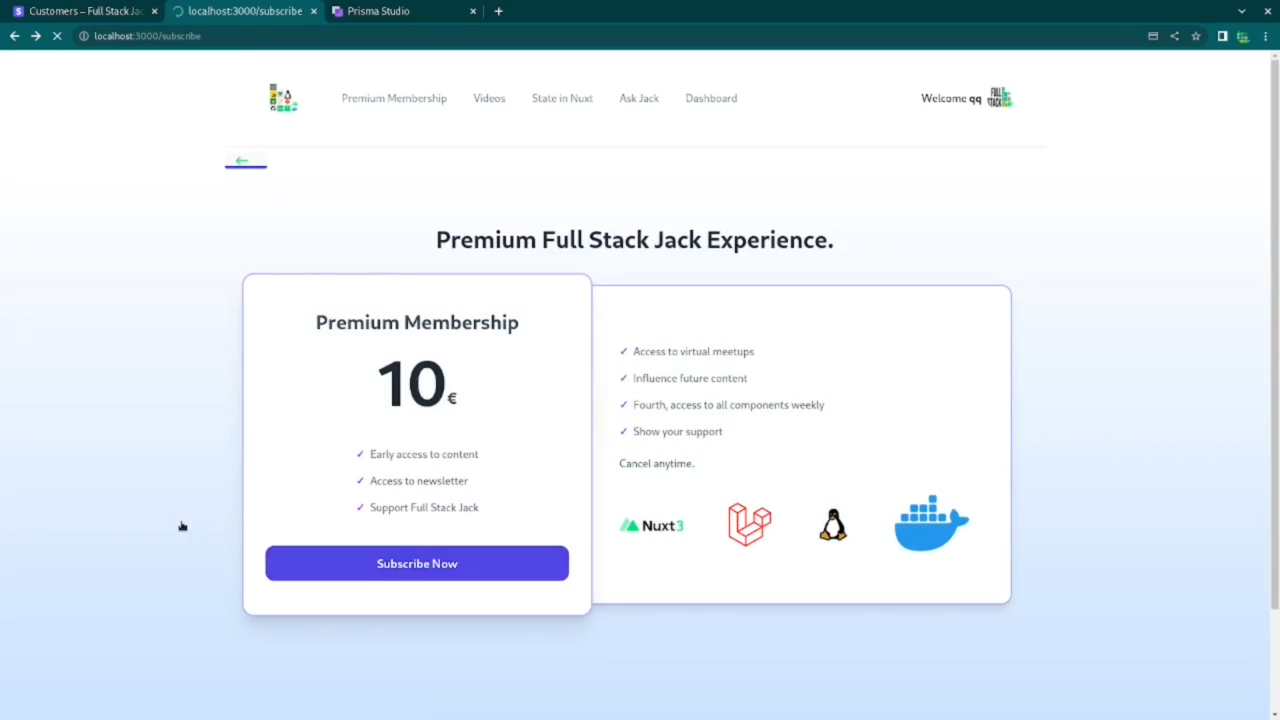 Customers – Full Stack Jac
localhost:3000/subscribe
Prisma Studio
localhost:3000/subscribe
Premium Membership
Videos
State in Nuxt
Ask Jack
Dashboard
Welcome qq
FULL
STACK
Premium Full Stack Jack Experience.
Premium Membership
10€
✓ Early access to content
✓ Access to newsletter
✓ Support Full Stack Jack
Subscribe Now
✓ Access to virtual meetups
✓ Influence future content
✓ Fourth, access to all components weekly
✓ Show your support
Cancel anytime.
Nuxt3